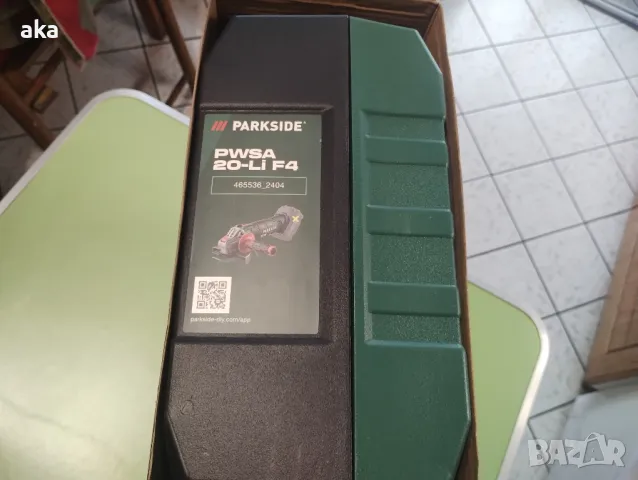 aka
PARKSIDE®
PWSA
20-Li F4
465536_2404
parkside-diy.com/app
BAZAR